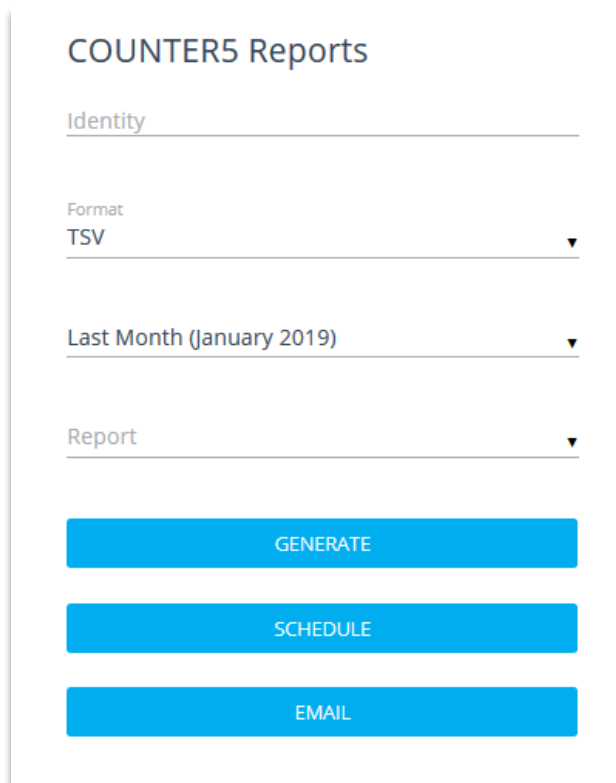 COUNTER5 Reports
Identity
Format
TSV
Last Month (January 2019)
Report
GENERATE
SCHEDULE
EMAIL